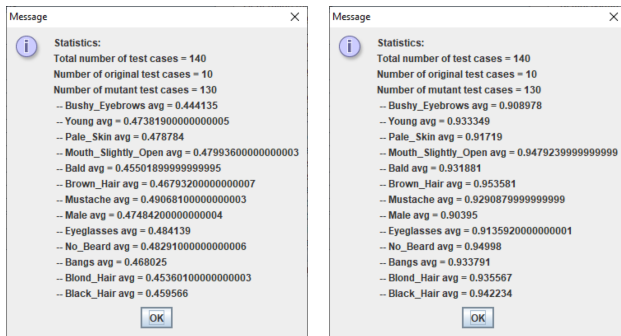 Message
Statistics:
Total number of test cases = 140
Number of original test cases = 10
Number of mutant test cases = 130
-- Bushy_Eyebrows avg = 0.444135
-- Young avg = 0.47381900000000005
-- Pale_Skin avg = 0.478784
-- Mouth_Slightly_Open avg = 0.47993600000000003
-- Bald avg = 0.45501899999999995
-- Brown_Hair avg = 0.46793200000000007
-- Mustache avg = 0.49068100000000003
-- Male avg = 0.47484200000000004
-- Eyeglasses avg = 0.484139
-- No_Beard avg = 0.48291000000000006
-- Bangs avg = 0.468025
-- Blond_Hair avg = 0.45360100000000003
-- Black_Hair avg = 0.459566
OK
Message
Statistics:
Total number of test cases = 140
Number of original test cases = 10
Number of mutant test cases = 130
-- Bushy_Eyebrows avg = 0.908978
-- Young avg = 0.933349
-- Pale_Skin avg = 0.91719
-- Mouth_Slightly_Open avg = 0.9479239999999999
-- Bald avg = 0.931881
-- Brown_Hair avg = 0.953581
-- Mustache avg = 0.9290879999999999
-- Male avg = 0.90395
-- Eyeglasses avg = 0.9135920000000001
-- No_Beard avg = 0.94998
-- Bangs avg = 0.933791
-- Blond_Hair avg = 0.935567
-- Black_Hair avg = 0.942234
OK